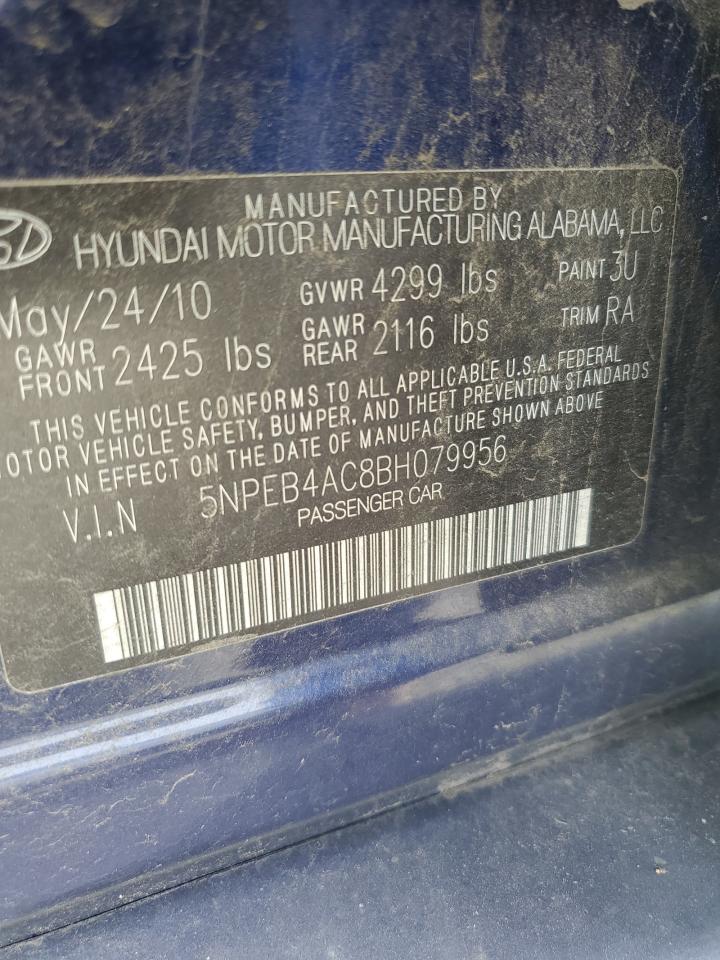 MANUFACTURED BY
HYUNDAI MOTOR MANUFACTURING ALABAMA, LLC
May/24/10 GVWR 4299 lbs PAINT 3U
GAWR FRONT 2425 lbs GAWR REAR 2116 lbs TRIM RA
THIS VEHICLE CONFORMS TO ALL APPLICABLE U.S.A. FEDERAL
MOTOR VEHICLE SAFETY, BUMPER, AND THEFT PREVENTION STANDARDS
IN EFFECT ON THE DATE OF MANUFACTURE SHOWN ABOVE
V.I.N 5NPEB4AC8BH079956
PASSENGER CAR